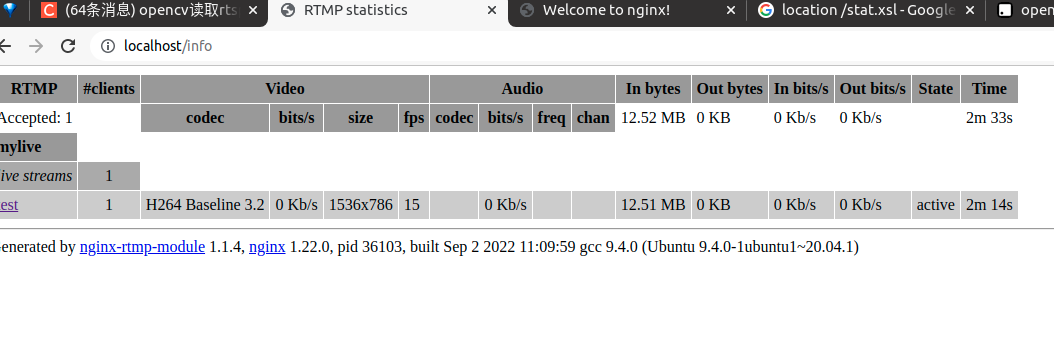 (64条消息) opencv读取rts
RTMP statistics
Welcome to nginx!
location /stat.xsl - Google
open
localhost/info
RTMP #clients Video Audio In bytes Out bytes In bits/s Out bits/s State Time
Accepted: 1 codec bits/s size fps codec bits/s freq chan 12.52 MB 0 KB 0 Kb/s 0 Kb/s 2m 33s
mylive
ive streams 1
est 1 H264 Baseline 3.2 0 Kb/s 1536x786 15 0 Kb/s 12.51 MB 0 KB 0 Kb/s 0 Kb/s active 2m 14s
enerated by nginx-rtmp-module 1.1.4, nginx 1.22.0, pid 36103, built Sep 2 2022 11:09:59 gcc 9.4.0 (Ubuntu 9.4.0-1ubuntu1~20.04.1)